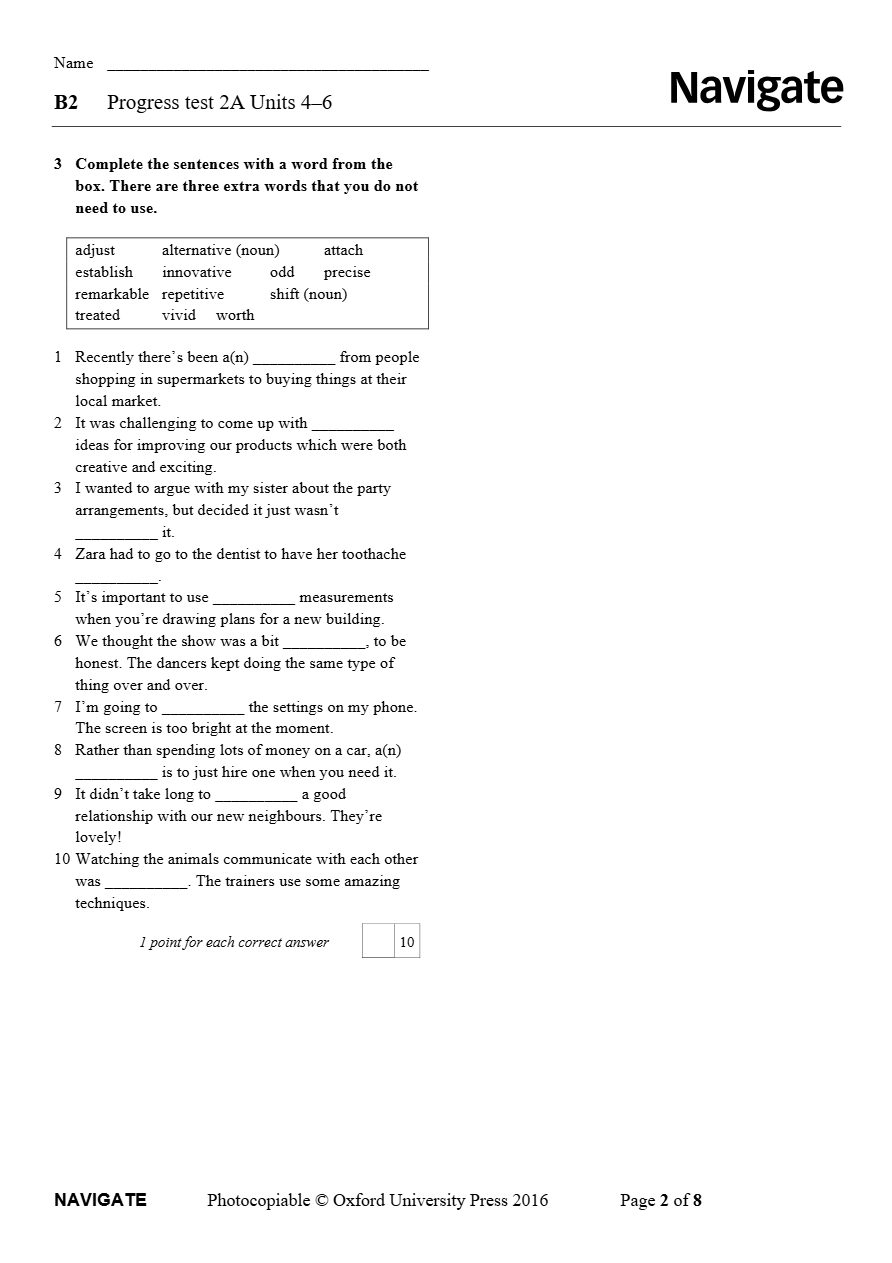 Name ________________________________________
Navigate
B2 Progress test 2A Units 4–6
3 Complete the sentences with a word from the
box. There are three extra words that you do not
need to use.
adjust alternative (noun) attach
establish innovative odd precise
remarkable repetitive shift (noun)
treated vivid worth
1 Recently there’s been a(n) __________ from people
shopping in supermarkets to buying things at their
local market.
2 It was challenging to come up with __________
ideas for improving our products which were both
creative and exciting.
3 I wanted to argue with my sister about the party
arrangements, but decided it just wasn’t
__________ it.
4 Zara had to go to the dentist to have her toothache
__________.
5 It’s important to use __________ measurements
when you’re drawing plans for a new building.
6 We thought the show was a bit __________, to be
honest. The dancers kept doing the same type of
thing over and over.
7 I’m going to __________ the settings on my phone.
The screen is too bright at the moment.
8 Rather than spending lots of money on a car, a(n)
__________ is to just hire one when you need it.
9 It didn’t take long to __________ a good
relationship with our new neighbours. They’re
lovely!
10 Watching the animals communicate with each other
was __________. The trainers use some amazing
techniques.
1 point for each correct answer 10
NAVIGATE Photocopiable © Oxford University Press 2016 Page 2 of 8